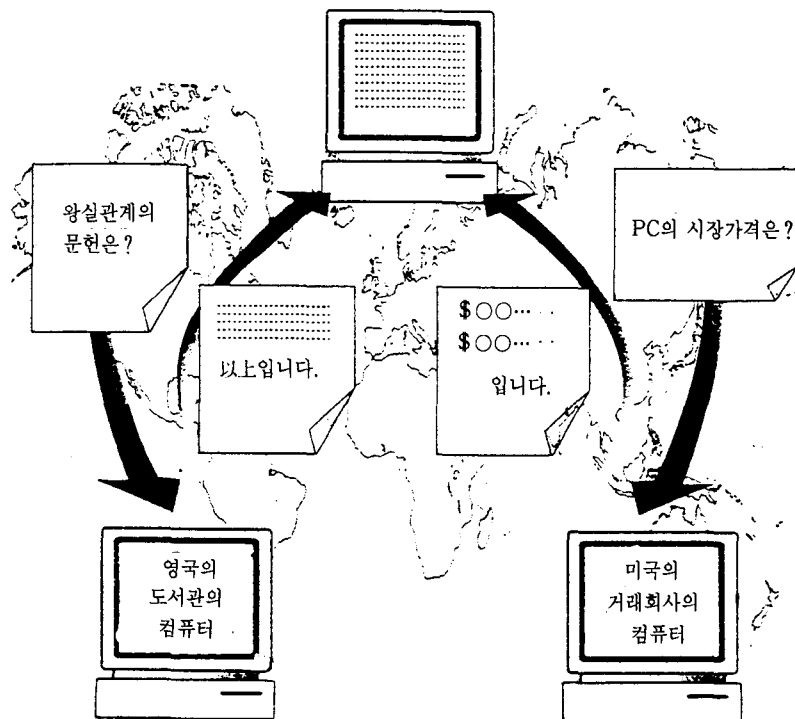 왕실관계의
문헌은?
PC의 시장가격은?
以上입니다.
$○○…
$○○…
입니다.
영국의
도서관의
컴퓨터
미국의
거래회사의
컴퓨터